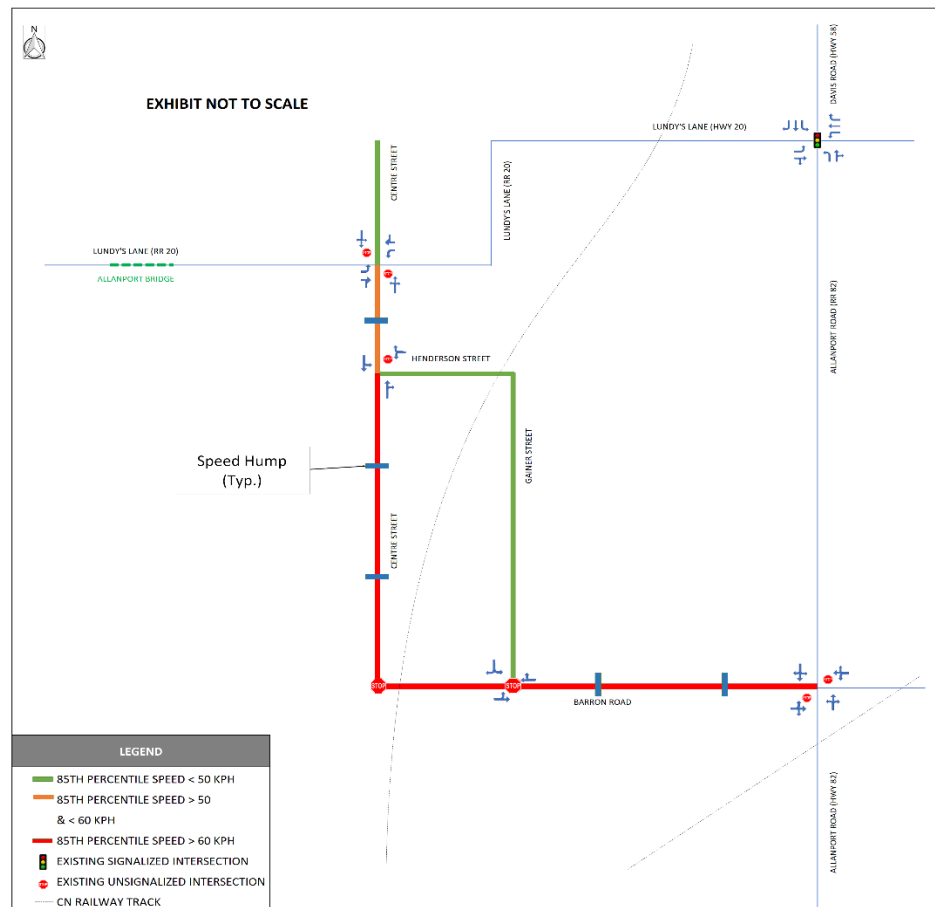 N
EXHIBIT NOT TO SCALE
DAVIS ROAD (HWY 58)
LUNDY'S LANE (HWY 20)
CENTRE STREET
LUNDY'S LANE (RR 20)
LUNDY'S LANE (RR 20)
ALLANPORT BRIDGE
ALLANPORT ROAD (RR 82)
HENDERSON STREET
GAINER STREET
Speed Hump
(Typ.)
CENTRE STREET
STOP
STOP
BARRON ROAD
ALLANPORT ROAD (HWY 82)
LEGEND
85TH PERCENTILE SPEED < 50 KPH
85TH PERCENTILE SPEED > 50
& < 60 KPH
85TH PERCENTILE SPEED > 60 KPH
EXISTING SIGNALIZED INTERSECTION
EXISTING UNSIGNALIZED INTERSECTION
CN RAILWAY TRACK